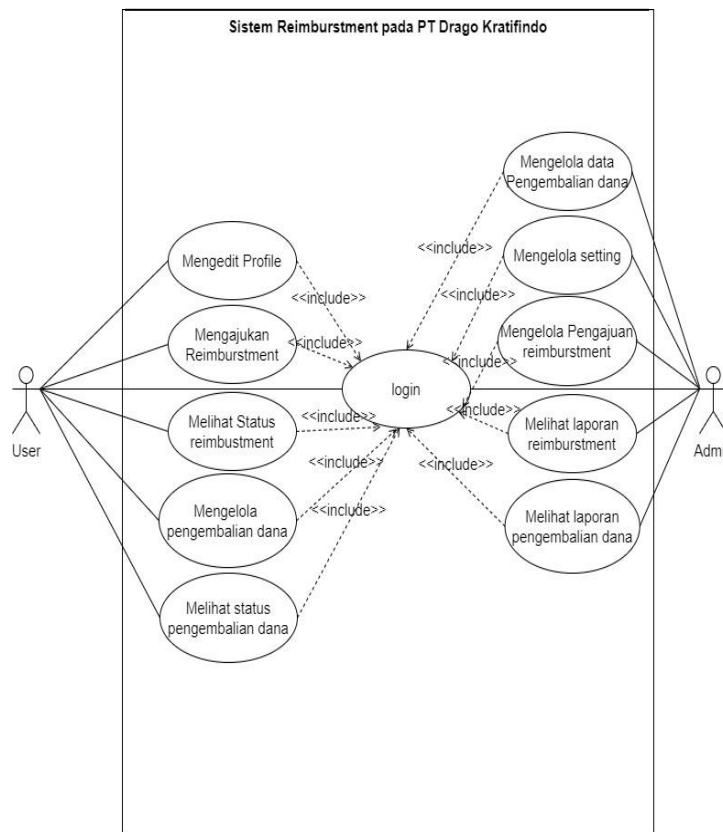 Sistem Reimburstment pada PT Drago Kratifindo
Mengelola data
Pengembalian dana
<<include>>
Mengedit Profile
<<include>>
Mengelola setting
<<include>>
Mengajukan
Reimburstment
<<include>>
Mengelola Pengajuan
reimburstment
<<include>>
login
Melihat Status
reimbustment
<<include>>
Melihat laporan
reimburstment
<<include>>
User
Admi
Mengelola
pengembalian dana
<<include>>
Melihat laporan
pengembalian dana
<<include>>
Melihat status
pengembalian dana
<<include>>